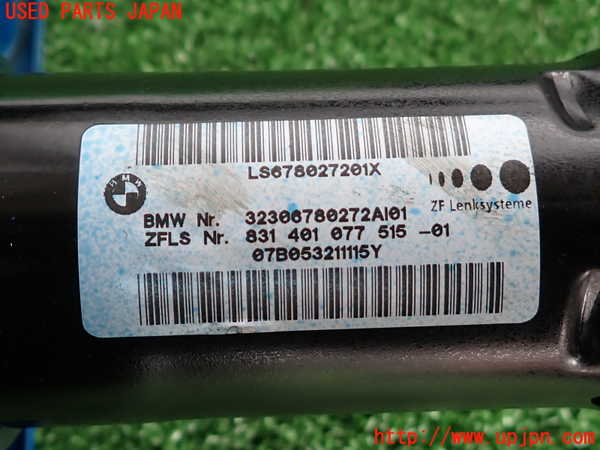 USED PARTS JAPAN
LS678027201X
BMW
ZF Lenksysteme
BMW Nr. 32306780272AI01
ZFLS Nr. 831 401 077 515 -01
07B053211115Y
http://www.upjpn.com